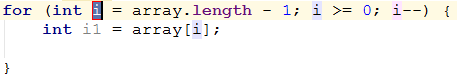 for (int i = array.length - 1; i >= 0; i--) {
int i1 = array[i];
}